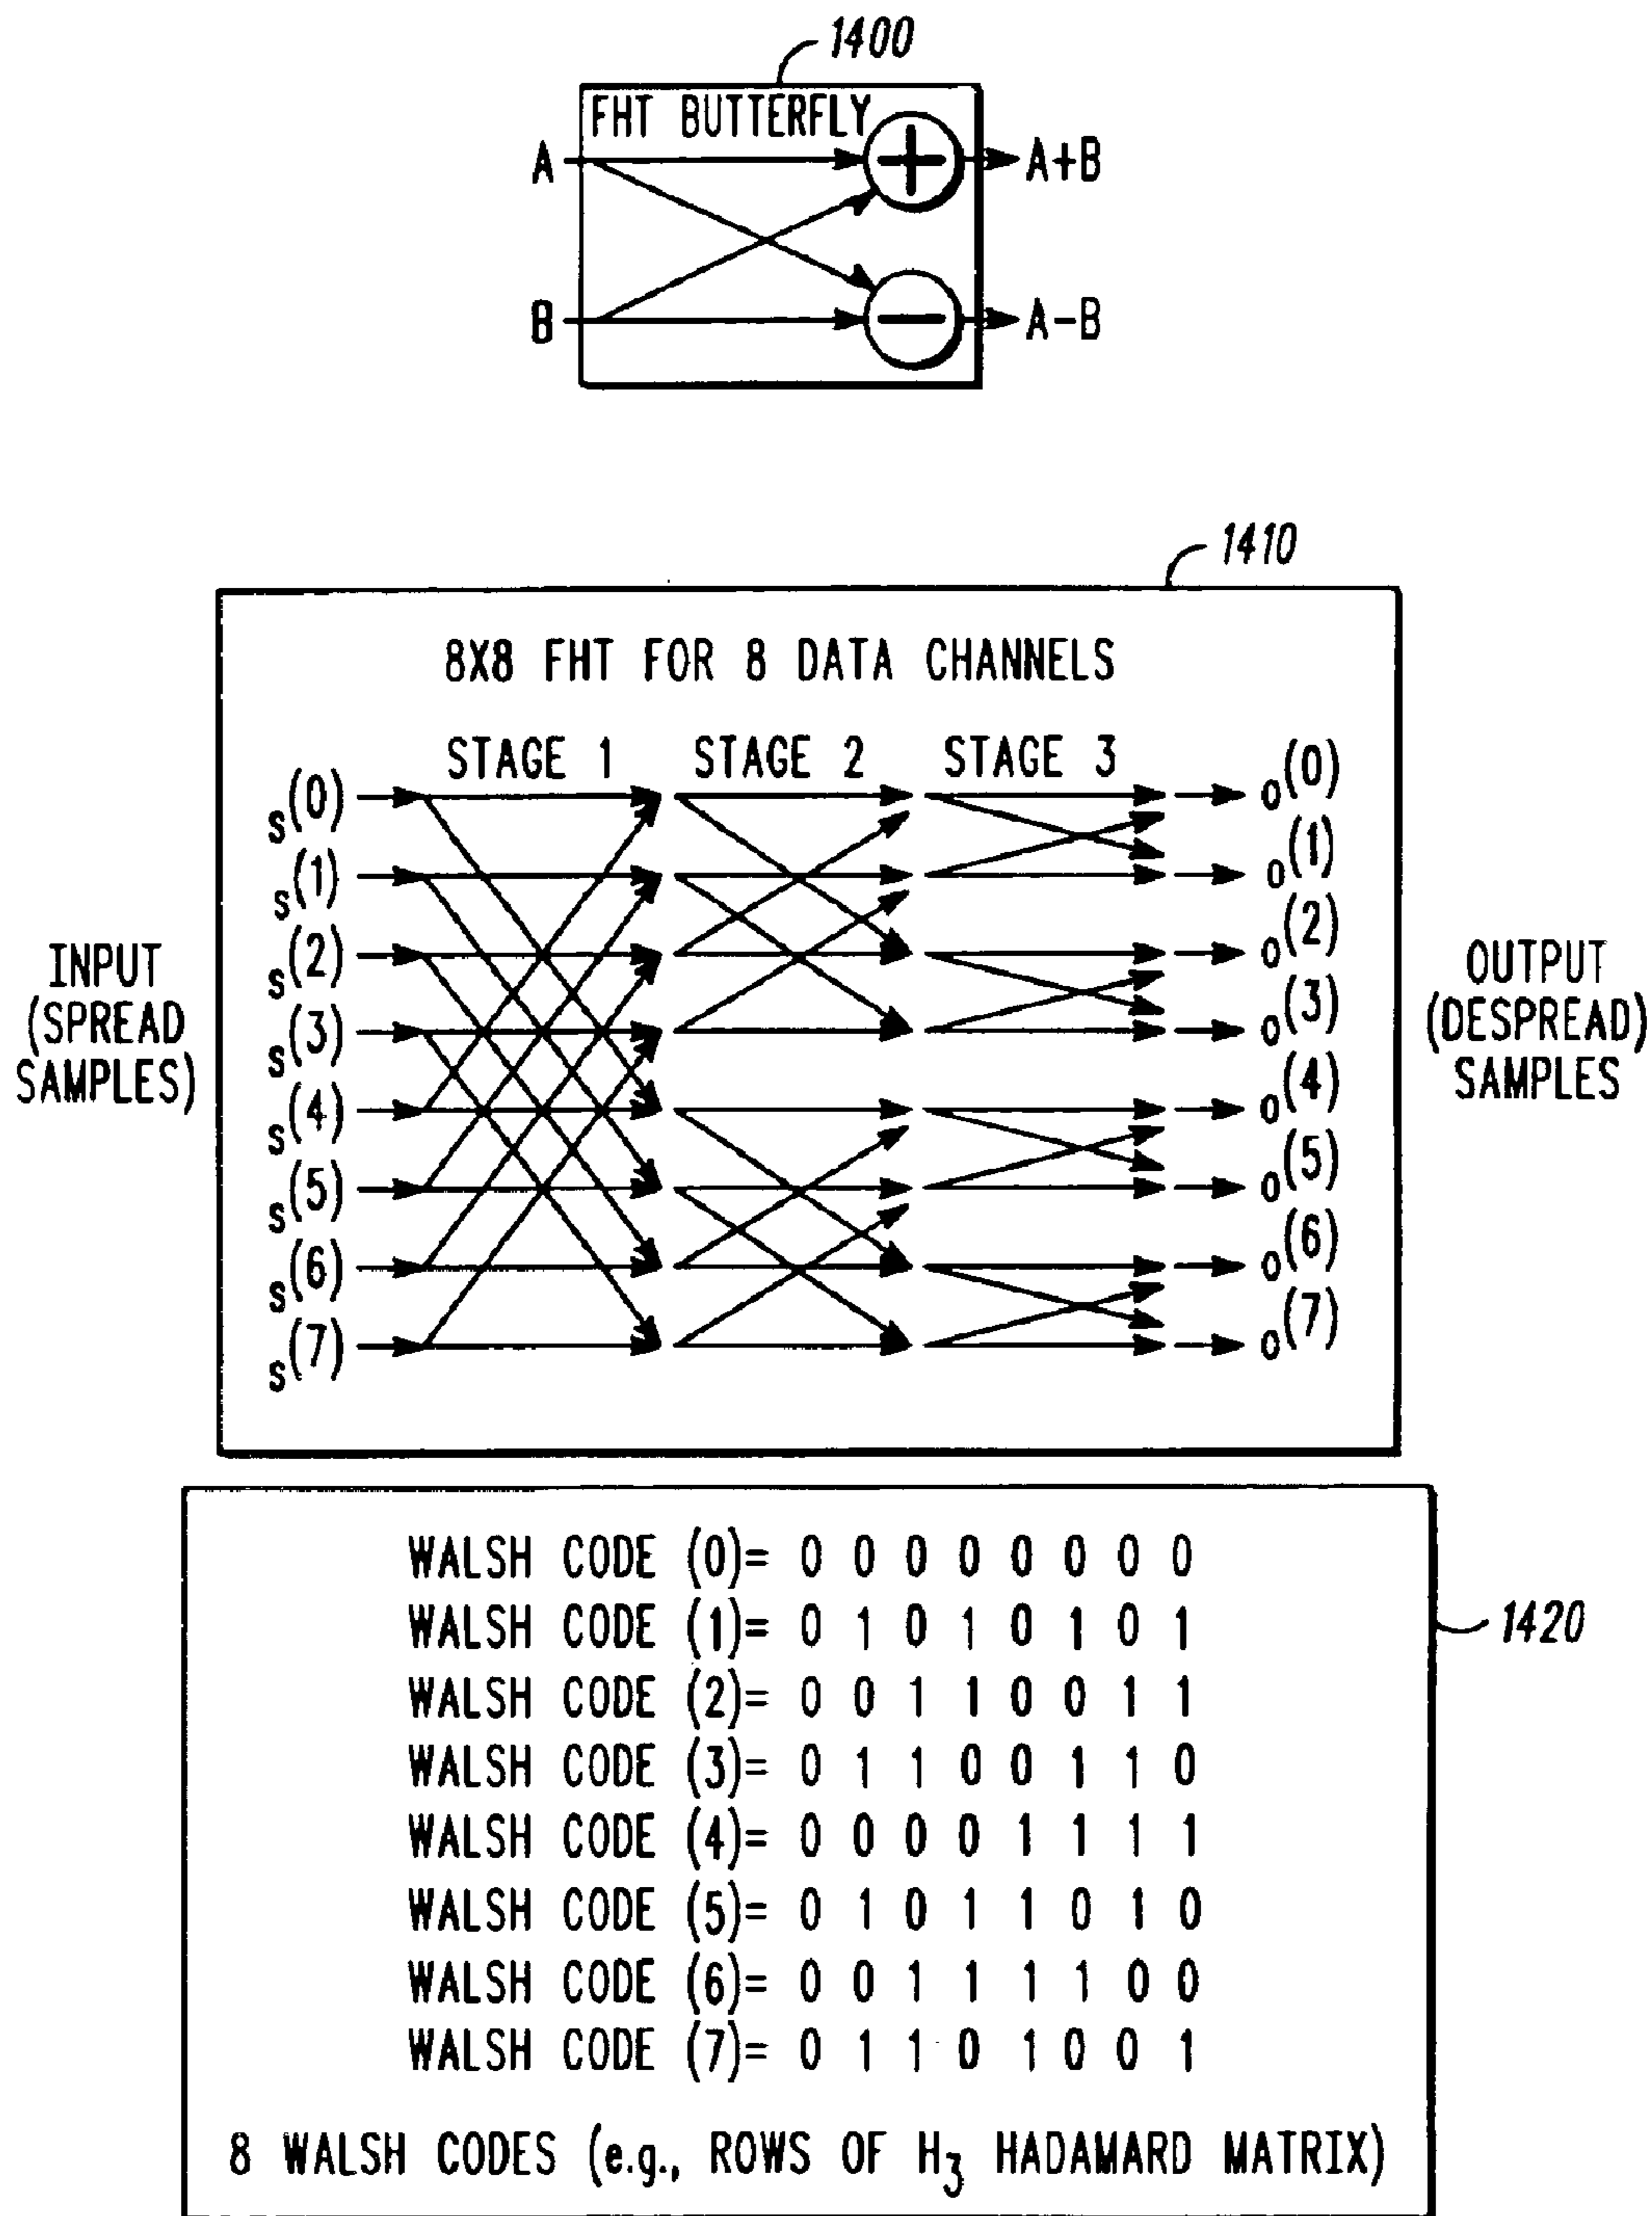 1400
FHT BUTTERFLY
A
A+B
B
A-B
1410
8X8 FHT FOR 8 DATA CHANNELS
STAGE 1 STAGE 2 STAGE 3
s(0) o(0)
s(1) o(1)
s(2) o(2)
s(3) o(3)
s(4) o(4)
s(5) o(5)
s(6) o(6)
s(7) o(7)
INPUT
(SPREAD
SAMPLES)
OUTPUT
(DESPREAD)
SAMPLES
WALSH CODE (0)= 0 0 0 0 0 0 0 0
WALSH CODE (1)= 0 1 0 1 0 1 0 1
WALSH CODE (2)= 0 0 1 1 0 0 1 1
WALSH CODE (3)= 0 1 1 0 0 1 1 0
WALSH CODE (4)= 0 0 0 0 1 1 1 1
WALSH CODE (5)= 0 1 0 1 1 0 1 0
WALSH CODE (6)= 0 0 1 1 1 1 0 0
WALSH CODE (7)= 0 1 1 0 1 0 0 1
1420
8 WALSH CODES (e.g., ROWS OF H3 HADAMARD MATRIX)